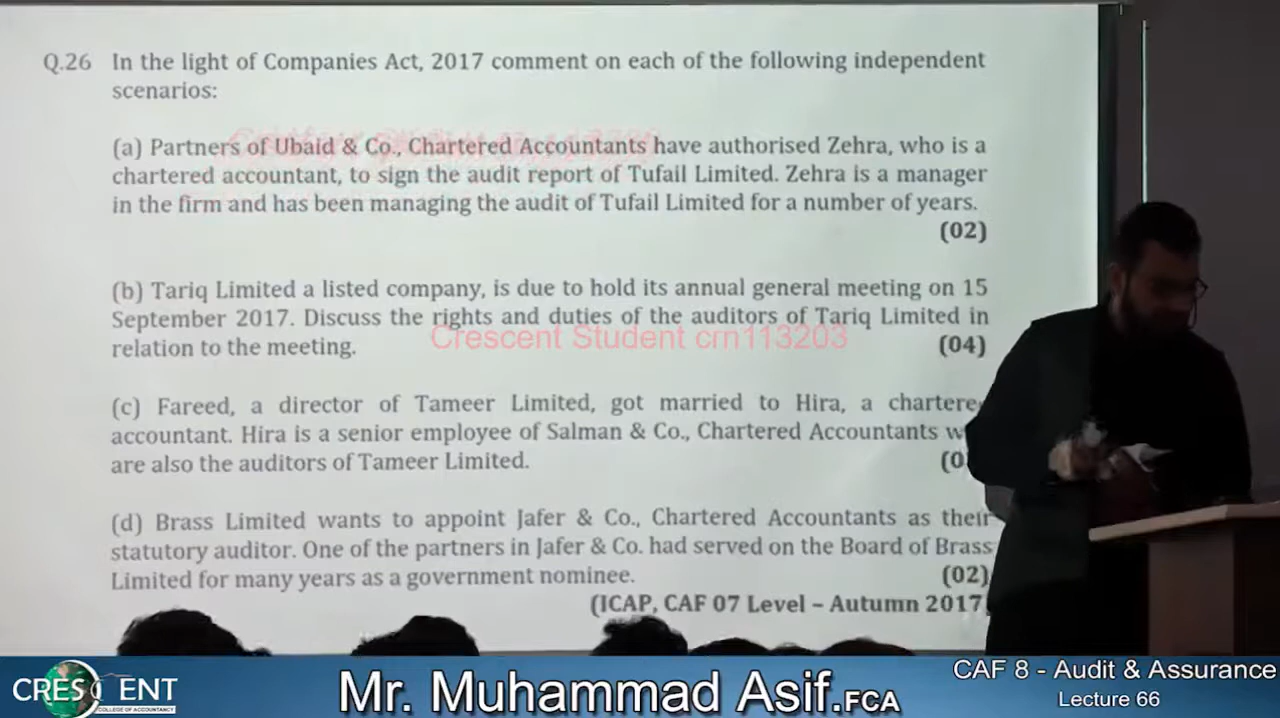 Q.26 In the light of Companies Act, 2017 comment on each of the following independent
scenarios:
(a) Partners of Ubaid & Co., Chartered Accountants have authorised Zehra, who is a
chartered accountant, to sign the audit report of Tufail Limited. Zehra is a manager
in the firm and has been managing the audit of Tufail Limited for a number of years.
(02)
(b) Tariq Limited a listed company, is due to hold its annual general meeting on 15
September 2017. Discuss the rights and duties of the auditors of Tariq Limited in
relation to the meeting.
(04)
Crescent Student crn113203
(c) Fareed, a director of Tameer Limited, got married to Hira, a chartere
accountant. Hira is a senior employee of Salman & Co., Chartered Accountants w
are also the auditors of Tameer Limited.
(0
(d) Brass Limited wants to appoint Jafer & Co., Chartered Accountants as their
statutory auditor. One of the partners in Jafer & Co. had served on the Board of Brass
Limited for many years as a government nominee.
(02)
(ICAP, CAF 07 Level – Autumn 2017
CRESCENT
COLLEGE OF ACCOUNTANCY
Mr. Muhammad Asif.FCA
CAF 8 - Audit & Assurance
Lecture 66